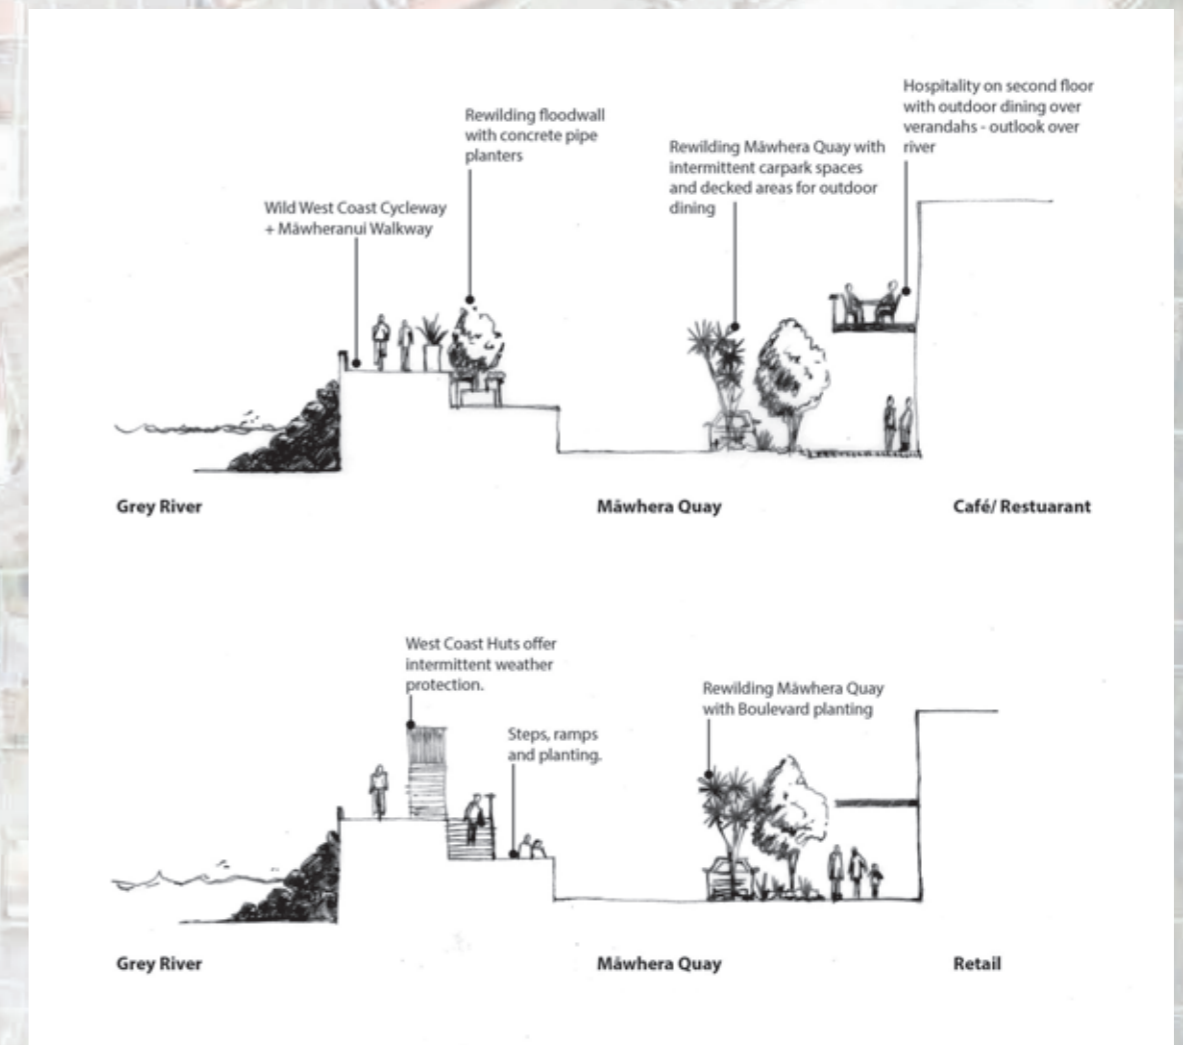 Hospitality on second floor
with outdoor dining over
verandahs - outlook over
river
Rewilding floodwall
with concrete pipe
planters
Rewilding Māwhera Quay with
intermittent carpark spaces
and decked areas for outdoor
dining
Wild West Coast Cycleway
+ Māwheranui Walkway
Grey River
Māwhera Quay
Café/ Restuarant
West Coast Huts offer
intermittent weather
protection.
Steps, ramps
and planting.
Rewilding Māwhera Quay
with Boulevard planting
Grey River
Māwhera Quay
Retail